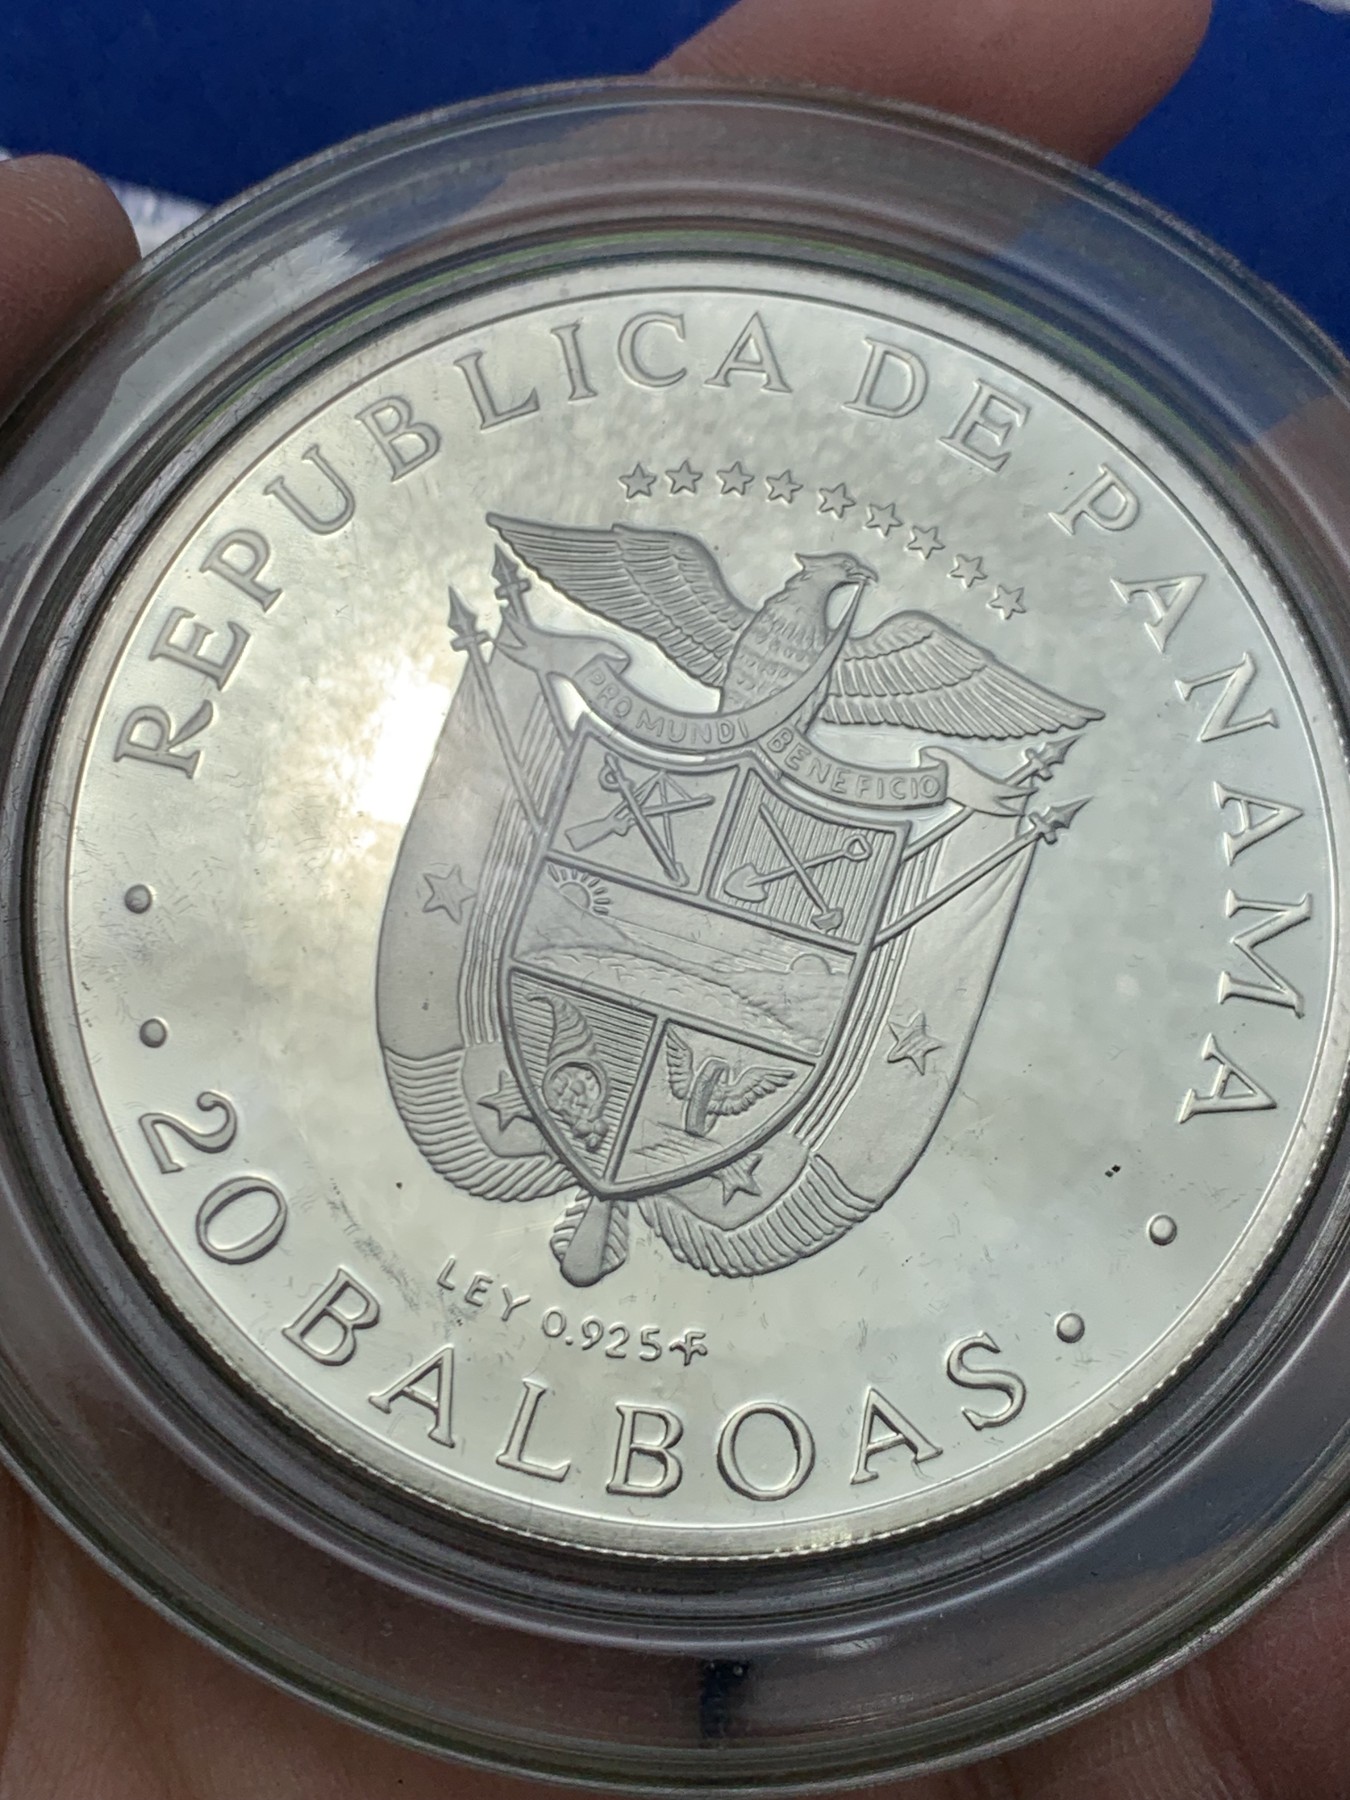 REPUBLICA DE PANAMA
PRO MUNDI BENEFICIO
LEY 0.925
20 BALBOAS